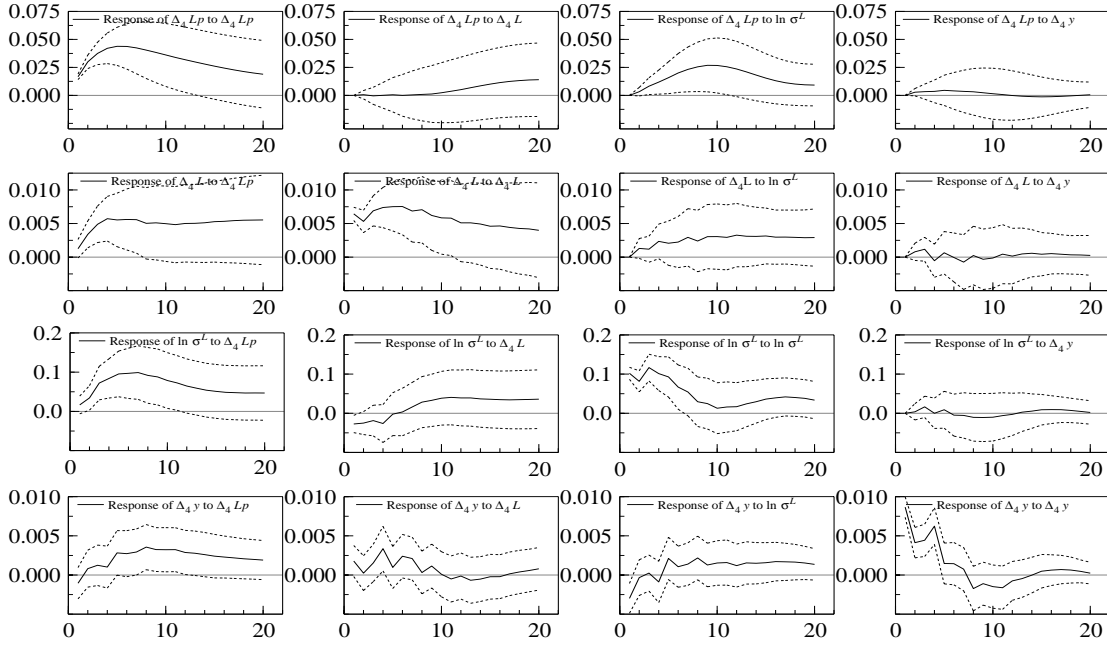 Response of Δ₄ Lp to Δ₄ Lp
Response of Δ₄ Lp to Δ₄ L
Response of Δ₄ Lp to ln σᴸ
Response of Δ₄ Lp to Δ₄ y
0.075 0.075 0.075 0.075
0.050 0.050 0.050 0.050
0.025 0.025 0.025 0.025
0.000 0.000 0.000 0.000
0 10 20 0 10 20 0 10 20 0 10 20
Response of Δ₄ L to Δ₄ Lp
Response of Δ₄ L to Δ₄ L
Response of Δ₄L to ln σᴸ
Response of Δ₄ L to Δ₄ y
0.010 0.010 0.010 0.010
0.005 0.005 0.005 0.005
0.000 0.000 0.000 0.000
0 10 20 0 10 20 0 10 20 0 10 20
Response of ln σᴸ to Δ₄ Lp
Response of ln σᴸ to Δ₄ L
Response of ln σᴸ to ln σᴸ
Response of ln σᴸ to Δ₄ y
0.2 0.2 0.2 0.2
0.1 0.1 0.1 0.1
0.0 0.0 0.0 0.0
0 10 20 0 10 20 0 10 20 0 10 20
Response of Δ₄ y to Δ₄ Lp
Response of Δ₄ y to Δ₄ L
Response of Δ₄ y to ln σᴸ
Response of Δ₄ y to Δ₄ y
0.010 0.010 0.010 0.010
0.005 0.005 0.005 0.005
0.000 0.000 0.000 0.000
0 10 20 0 10 20 0 10 20 0 10 20